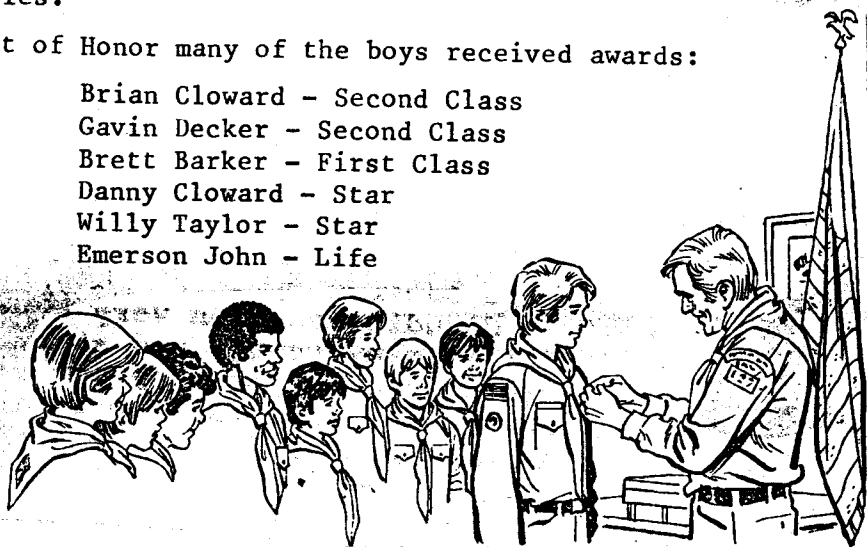 t of Honor many of the boys received awards:
Brian Cloward - Second Class
Gavin Decker - Second Class
Brett Barker - First Class
Danny Cloward - Star
Willy Taylor - Star
Emerson John - Life